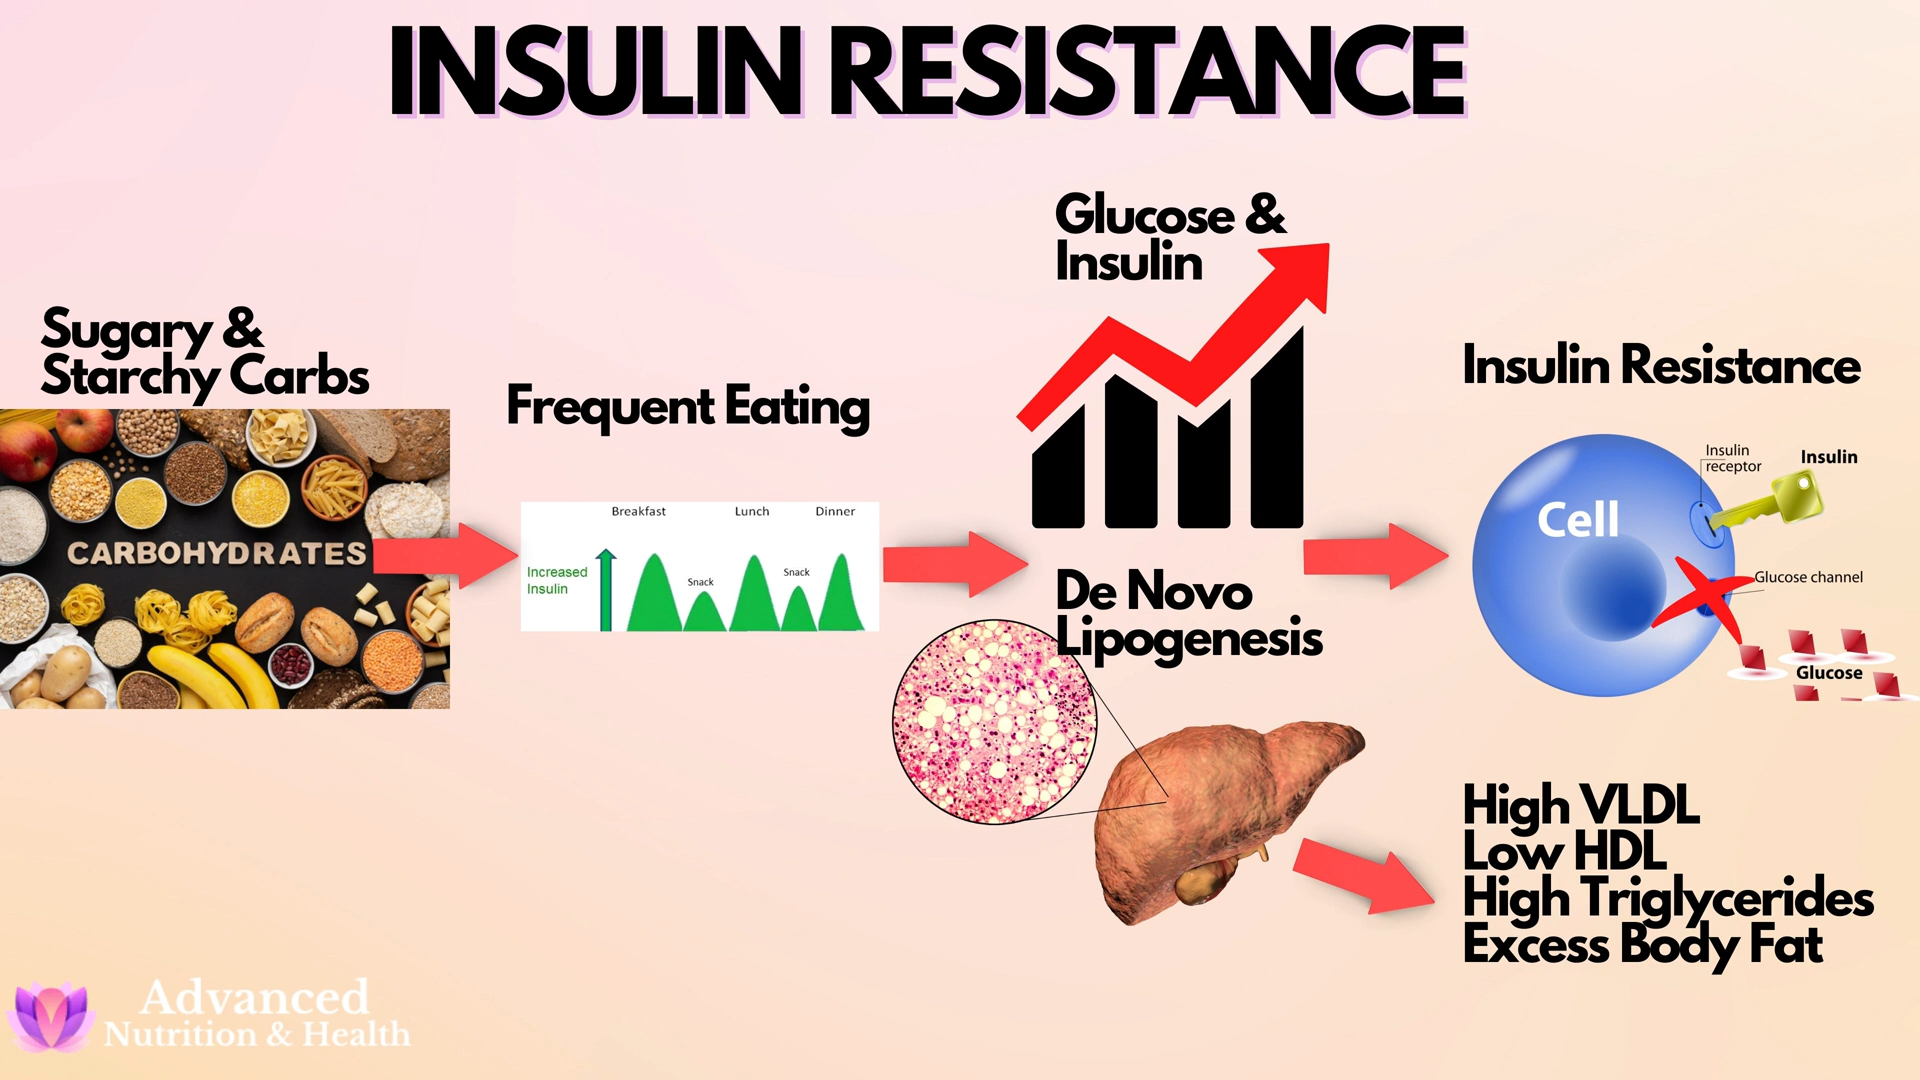 INSULIN RESISTANCE
Sugary &
Starchy Carbs
CARBOHYDRATES
Frequent Eating
Breakfast
Lunch
Dinner
Snack
Snack
Increased
Insulin
Glucose &
Insulin
De Novo
Lipogenesis
Insulin Resistance
Insulin
receptor
Insulin
Cell
Glucose channel
Glucose
High VLDL
Low HDL
High Triglycerides
Excess Body Fat
Advanced
Nutrition & Health